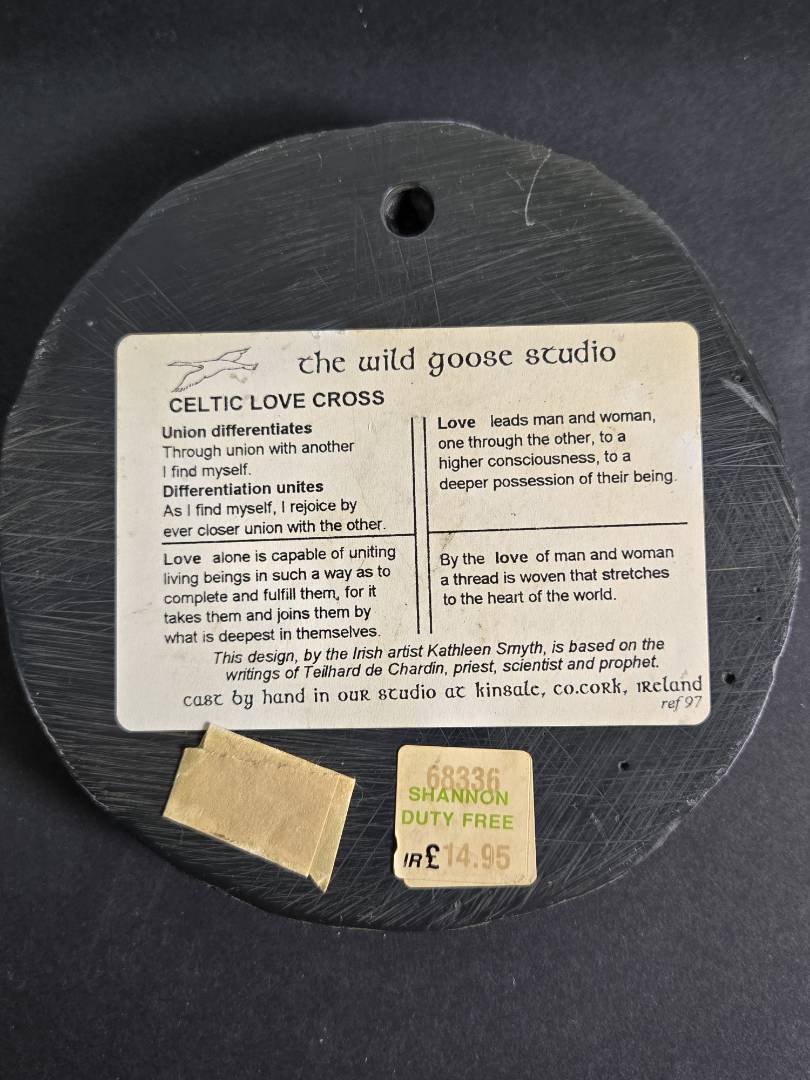 the wild goose studio
CELTIC LOVE CROSS
Union differentiates
Through union with another
I find myself.
Differentiation unites
As I find myself, I rejoice by
ever closer union with the other.
Love leads man and woman,
one through the other, to a
higher consciousness, to a
deeper possession of their being.
Love alone is capable of uniting
living beings in such a way as to
complete and fulfill them, for it
takes them and joins them by
what is deepest in themselves.
By the love of man and woman
a thread is woven that stretches
to the heart of the world.
This design, by the Irish artist Kathleen Smyth, is based on the
writings of Teilhard de Chardin, priest, scientist and prophet.
cast by hand in our studio at kinsale, co.cork, ireland
ref 97
68336
SHANNON
DUTY FREE
IR£14.95